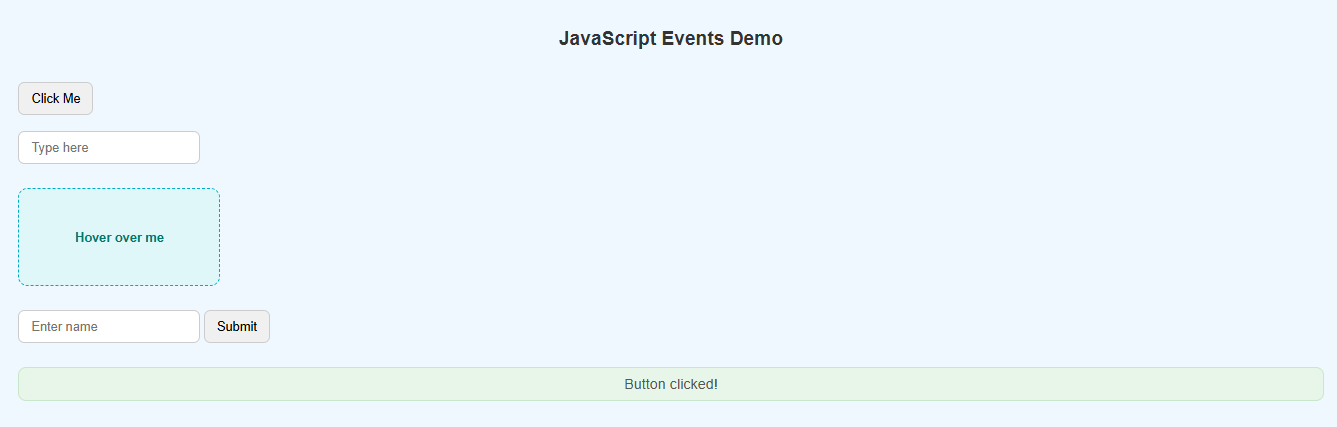 JavaScript Events Demo
Click Me
Type here
Hover over me
Enter name Submit
Button clicked!